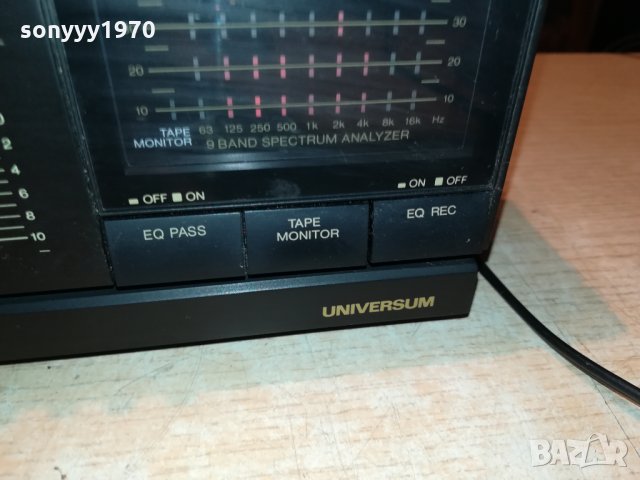 sonyyy1970
30
20 20
10 10
TAPE MONITOR 63 125 250 500 1k 2k 4k 8k 16k Hz
9 BAND SPECTRUM ANALYZER
0
2
4
6
8
10
OFF ON
ON OFF
EQ PASS
TAPE MONITOR
EQ REC
UNIVERSUM
BAZAR